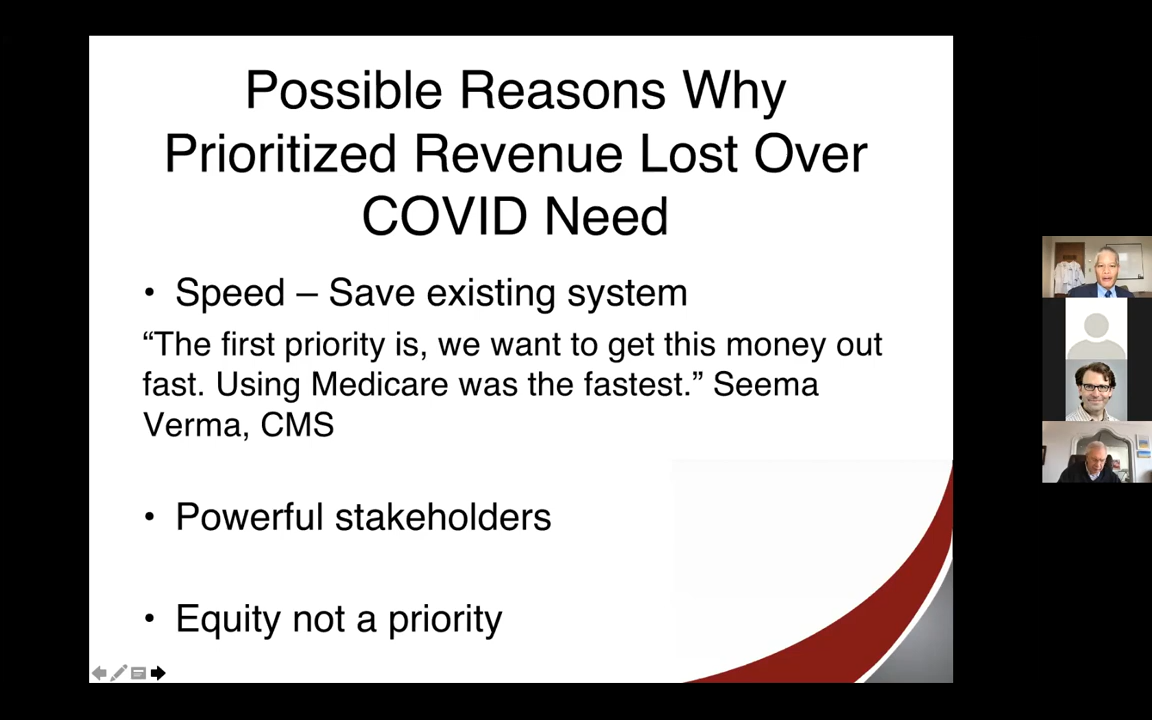 Possible Reasons Why
Prioritized Revenue Lost Over
COVID Need
• Speed – Save existing system
“The first priority is, we want to get this money out
fast. Using Medicare was the fastest.” Seema
Verma, CMS
• Powerful stakeholders
• Equity not a priority